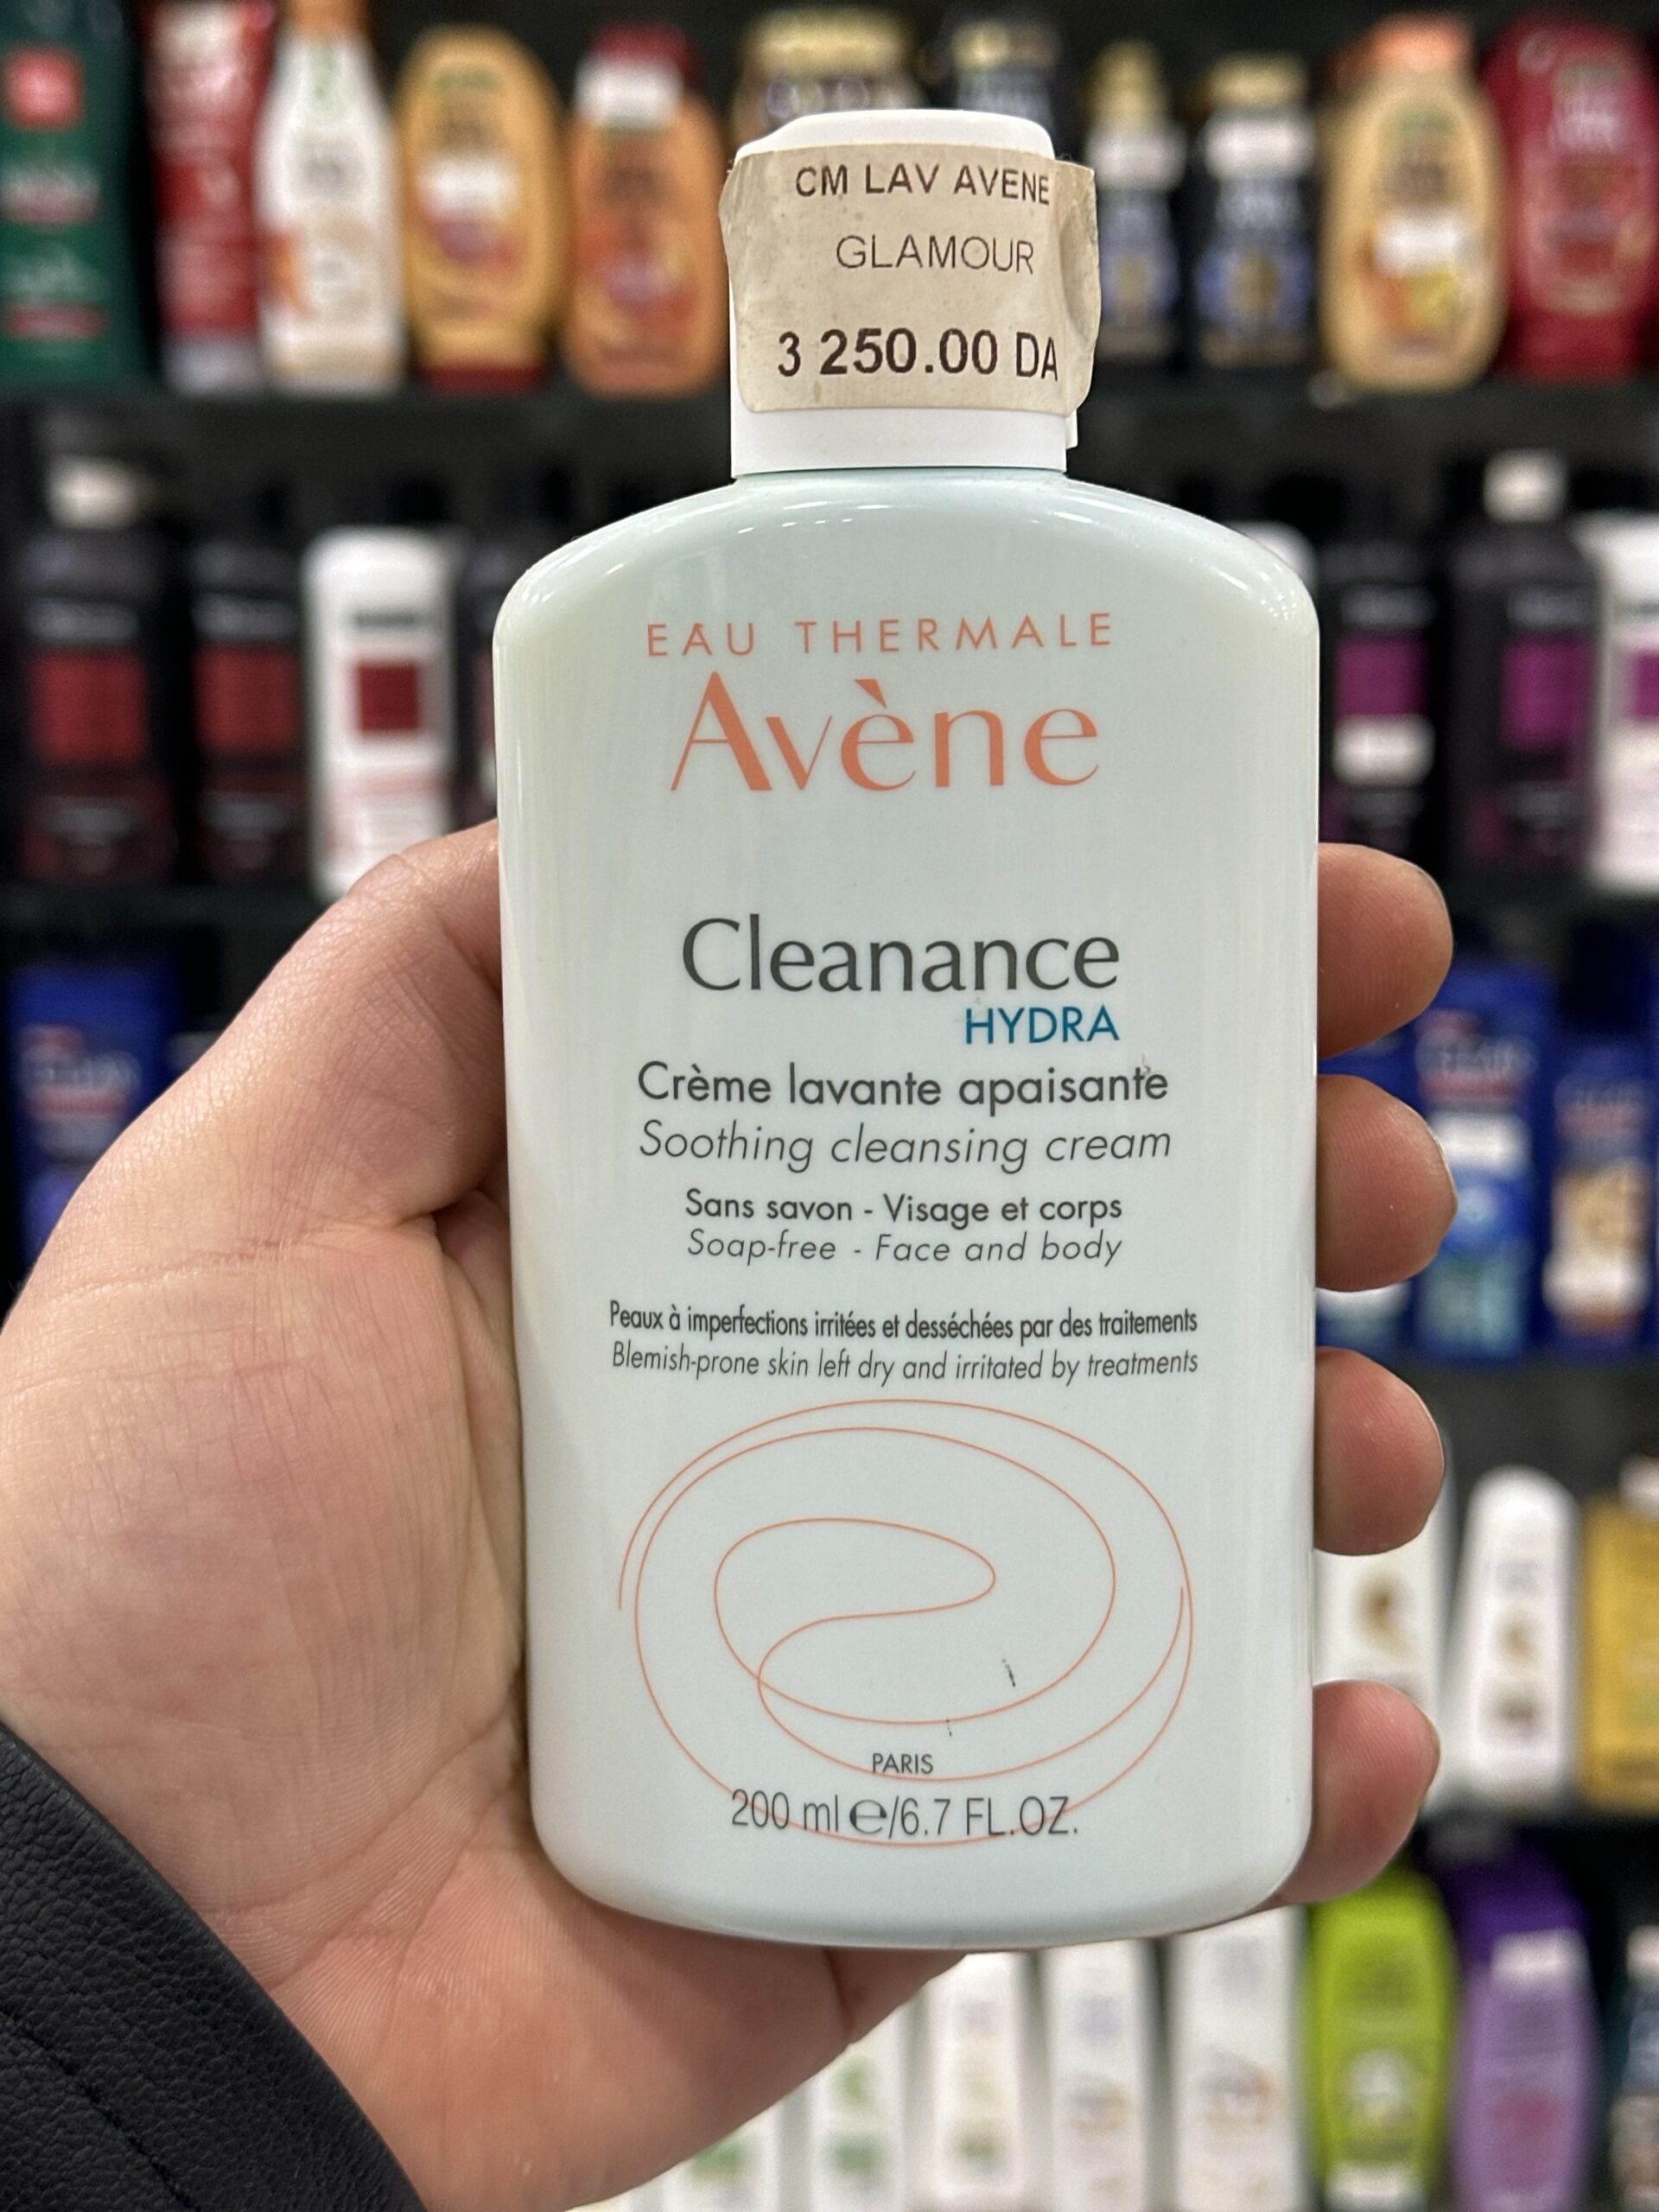 CM LAV AVENE
GLAMOUR
3 250.00 DA
EAU THERMALE
Avène
Cleanance
HYDRA
Crème lavante apaisante
Soothing cleansing cream
Sans savon - Visage et corps
Soap-free - Face and body
Peaux à imperfections irritées et desséchées par des traitements
Blemish-prone skin left dry and irritated by treatments
PARIS
200 ml e/6.7 FL.OZ.